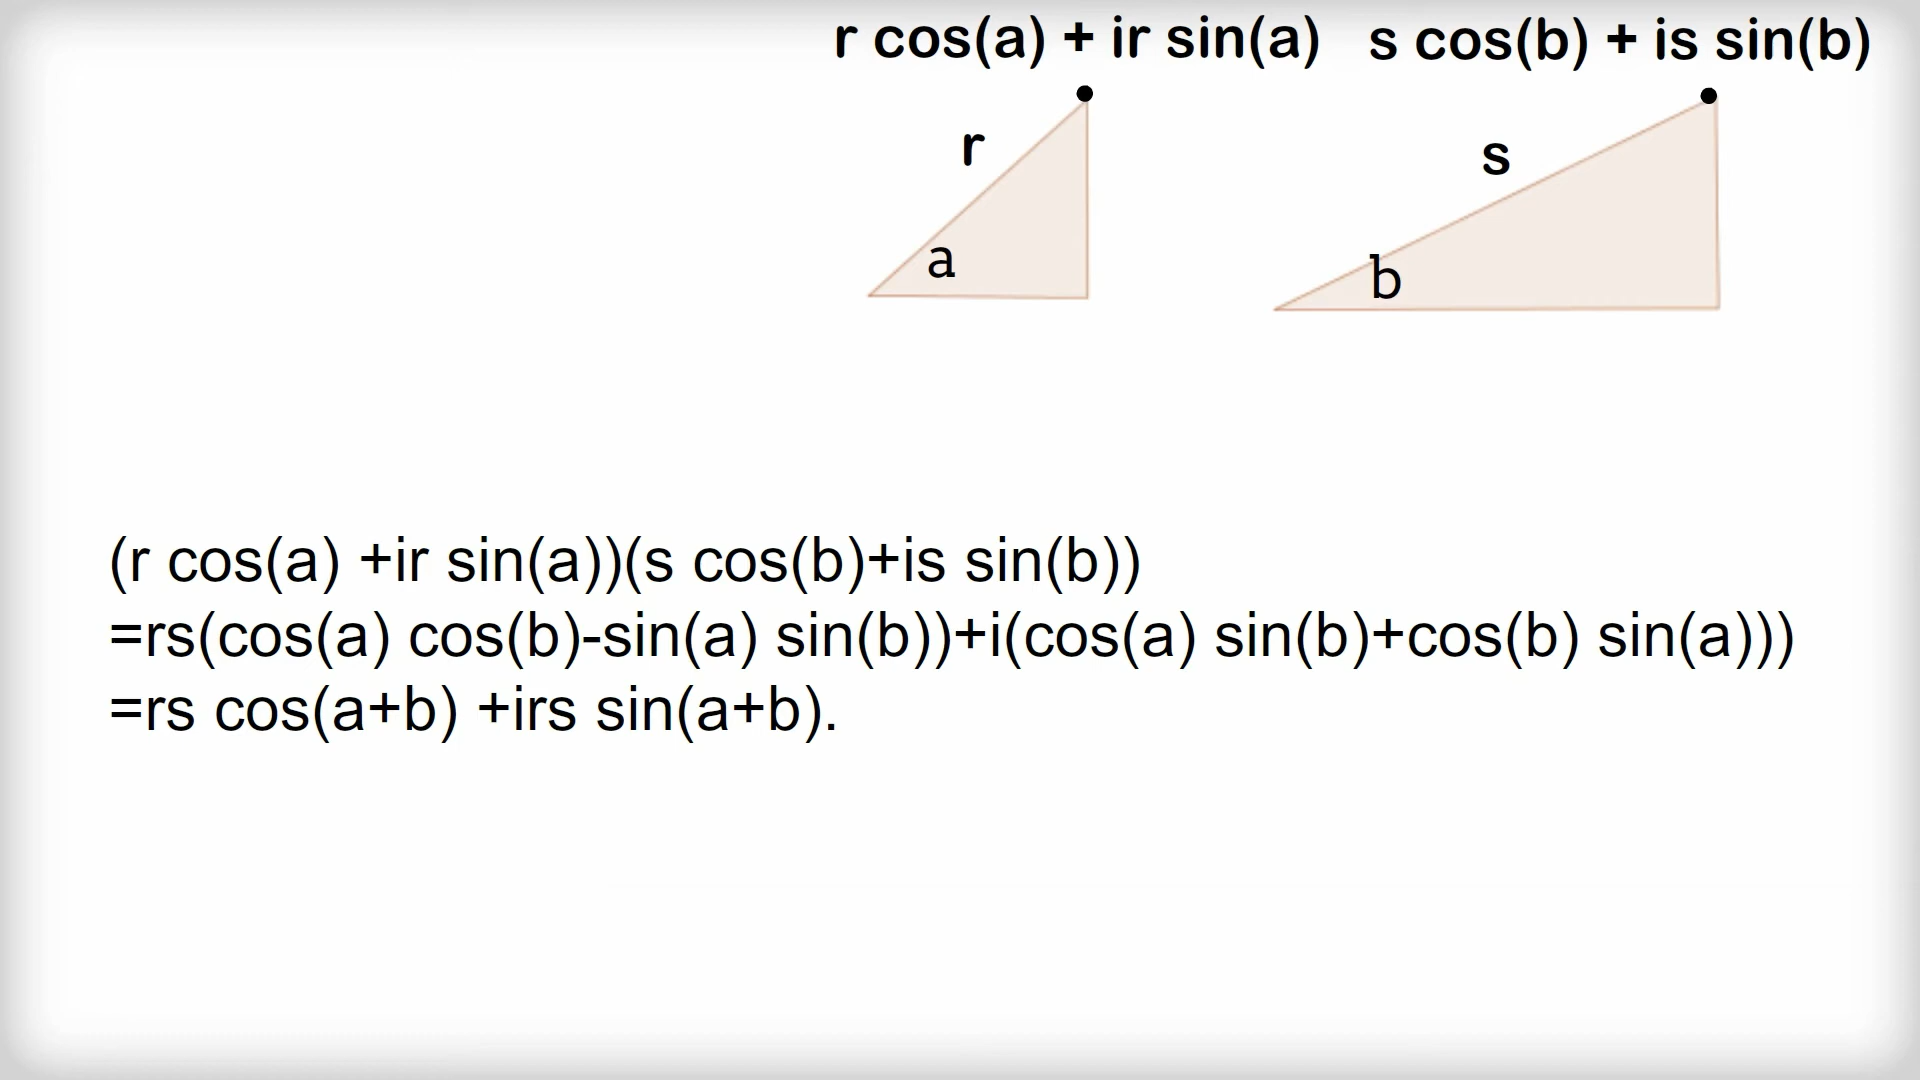 r cos(a) + ir sin(a) s cos(b) + is sin(b)
r
s
a
b
(r cos(a) +ir sin(a))(s cos(b)+is sin(b))
=rs(cos(a) cos(b)-sin(a) sin(b))+i(cos(a) sin(b)+cos(b) sin(a)))
=rs cos(a+b) +irs sin(a+b).